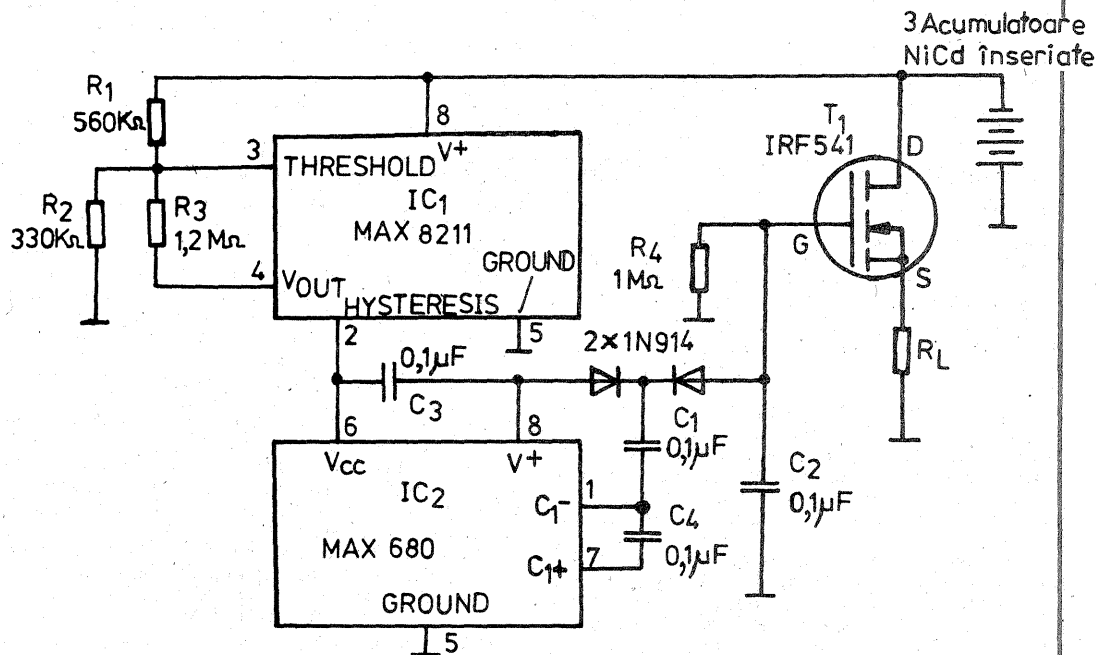 3 Acumulatoare
NiCd înseriate
R1
560KΩ
8
T1
IRF541
D
3
THRESHOLD
V+
IC1
MAX 8211
R2
330KΩ
R3
1,2MΩ
GROUND
R4
1MΩ
G
S
4
VOUT
HYSTERESIS
2
5
2×1N914
RL
0,1µF
C3
6
8
C1
0,1µF
VCC
V+
IC2
C1-
1
C2
0,1µF
C4
0,1µF
MAX 680
C1+
7
GROUND
5